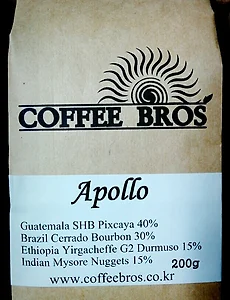 COFFEE BROS
Apollo
Guatemala SHB Pixcaya 40%
Brazil Cerrado Bourbon 30%
Ethiopia Yirgacheffe G2 Durmuso 15%
Indian Mysore Nuggets 15% 200g
www.coffeebros.co.kr